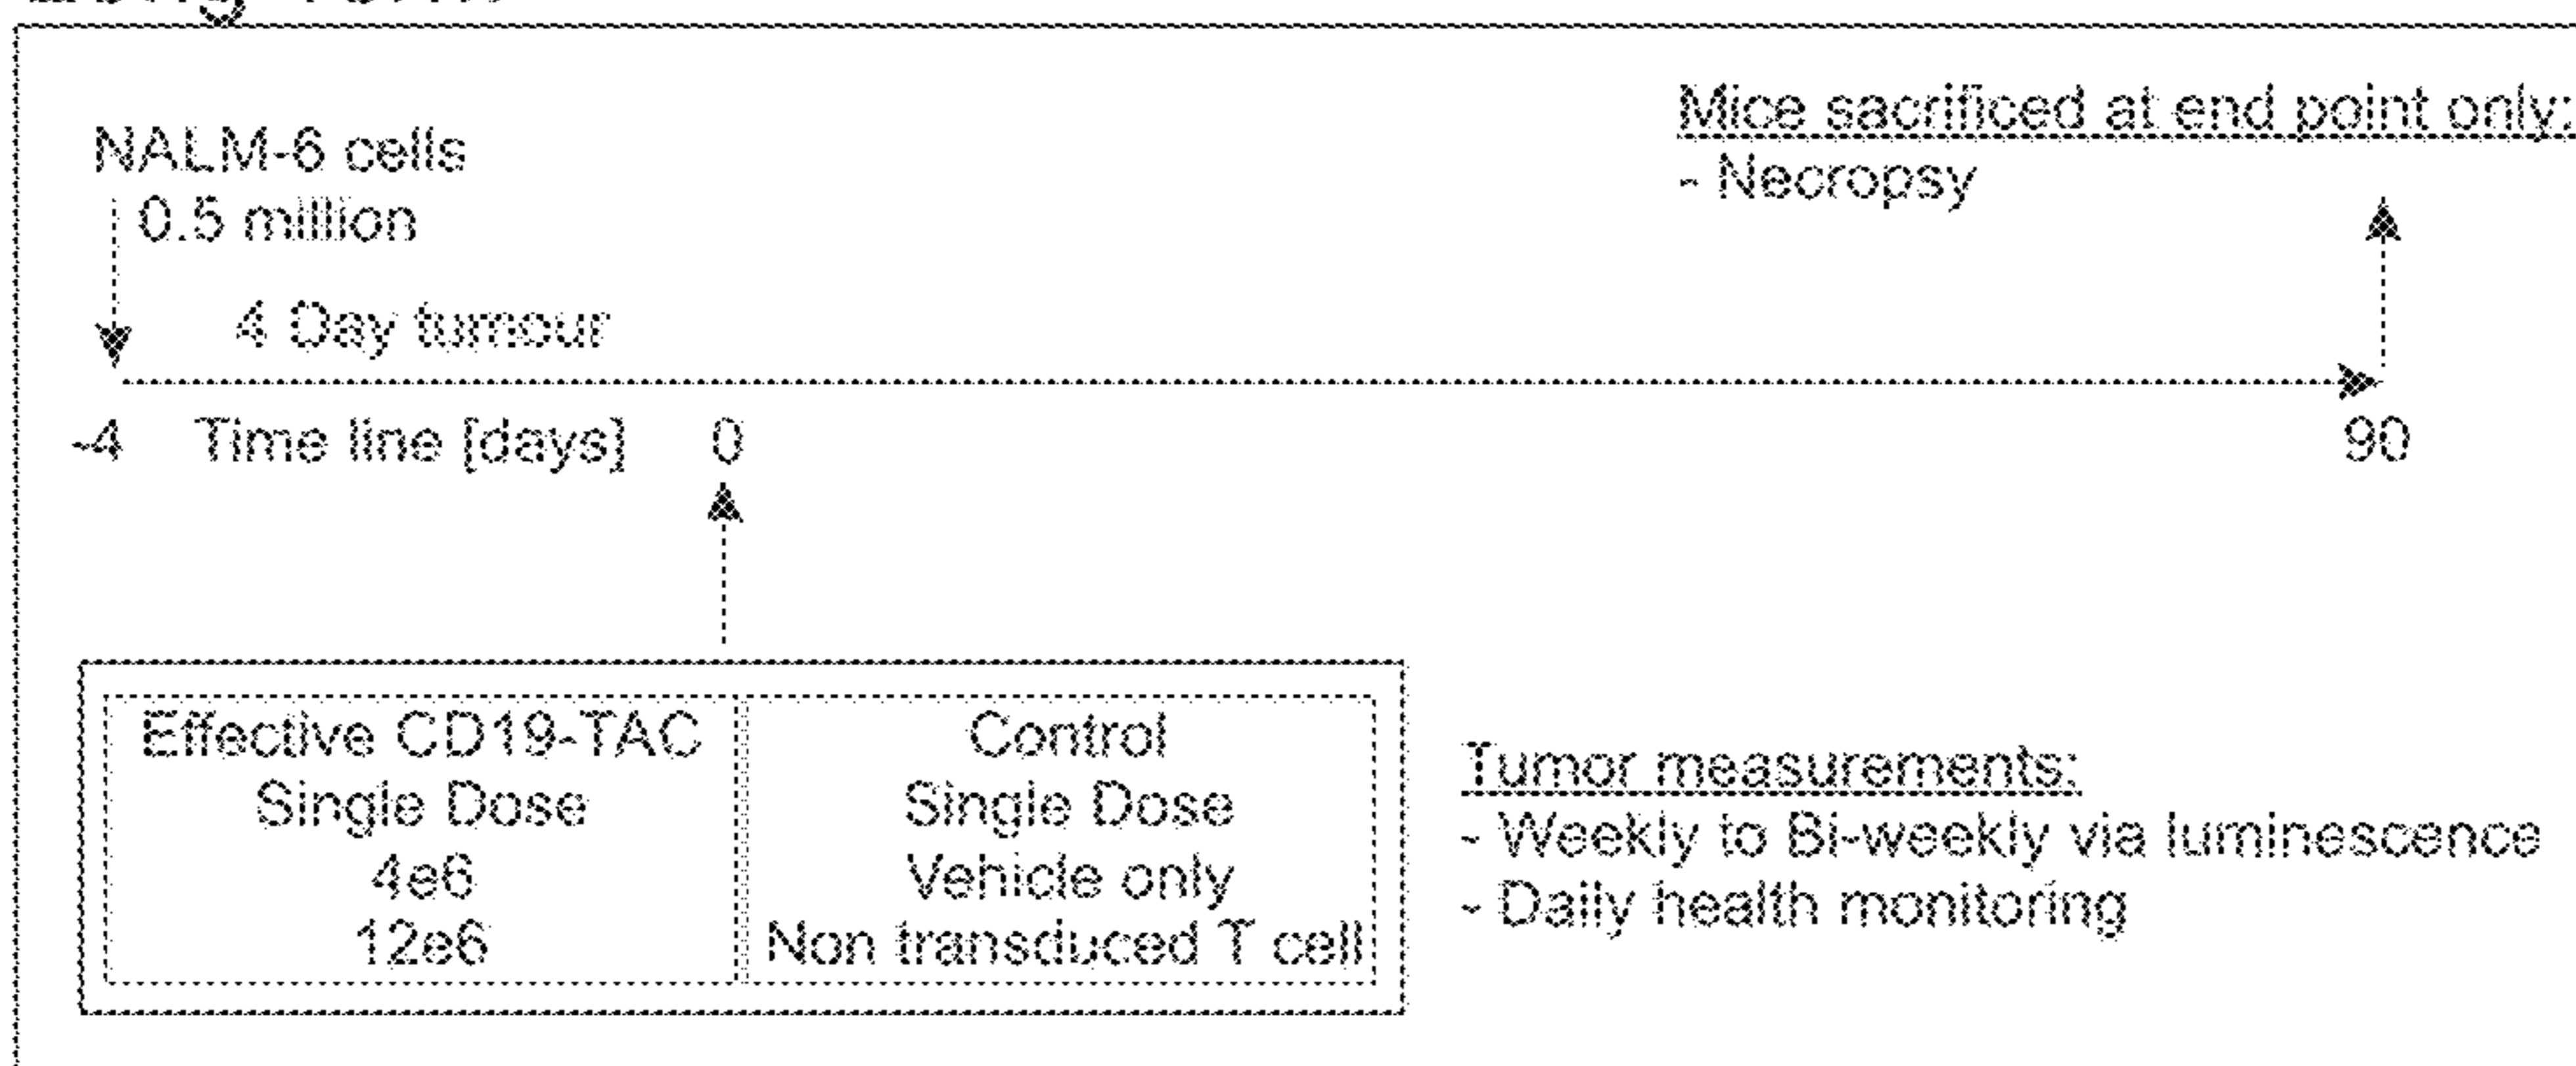 NALM-6 cells
0.5 million
4 Day tumour
Mice sacrificed at end point only:
- Necropsy
-4 Time line [days] 0 90
Effective CD19-TAC
Single Dose
4e6
12e6
Control
Single Dose
Vehicle only
Non transduced T cell
Tumor measurements:
- Weekly to Bi-weekly via luminescence
- Daily health monitoring